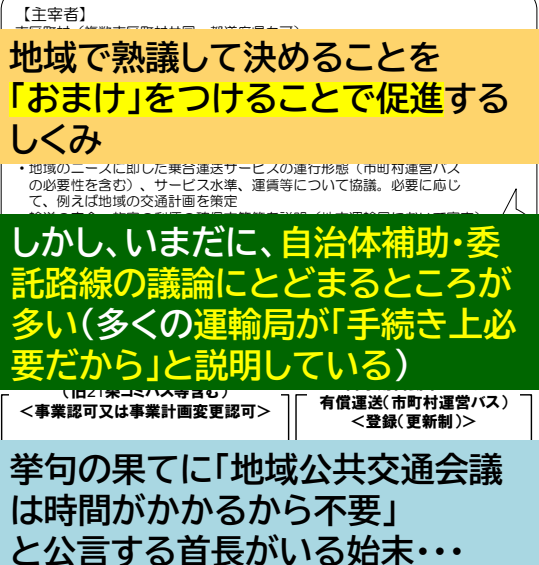 【主宰者】
地域で熟議して決めることを
「おまけ」をつけることで促進する
しくみ
・地域のニーズに即した乗合運送サービスの運行形態(市町村運営バス
の必要性を含む)、サービス水準、運賃等について協議。必要に応じ
て、例えば地域の交通計画を策定
しかし、いまだに、自治体補助・委
託路線の議論にとどまるところが
多い(多くの運輸局が「手続き上必
要だから」と説明している)
(旧21条コミバス等含む)
<事業認可又は事業計画変更認可>
有償運送(市町村運営バス)
<登録(更新制)>
挙句の果てに「地域公共交通会議
は時間がかかるから不要」
と公言する首長がいる始末・・・